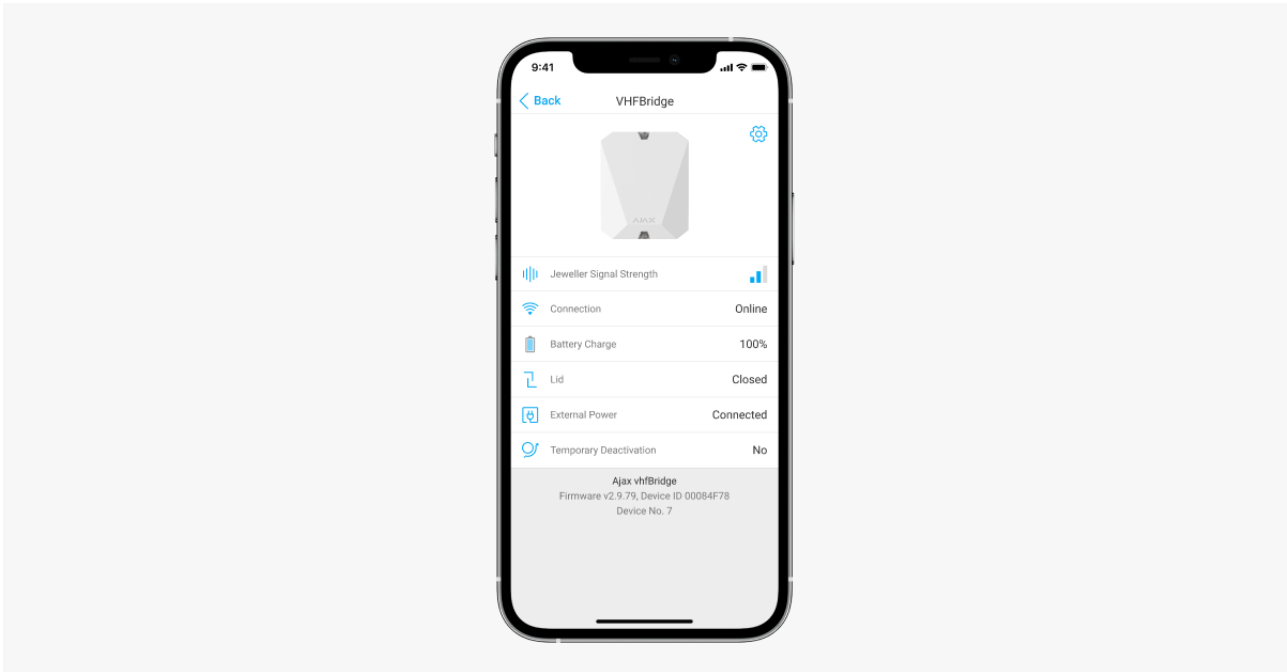 9:41
Back
VHFBridge
AJAX
Jeweller Signal Strength
Connection Online
Battery Charge 100%
Lid Closed
External Power Connected
Temporary Deactivation No
Ajax vhfBridge
Firmware v2.9.79, Device ID 00084F78
Device No. 7